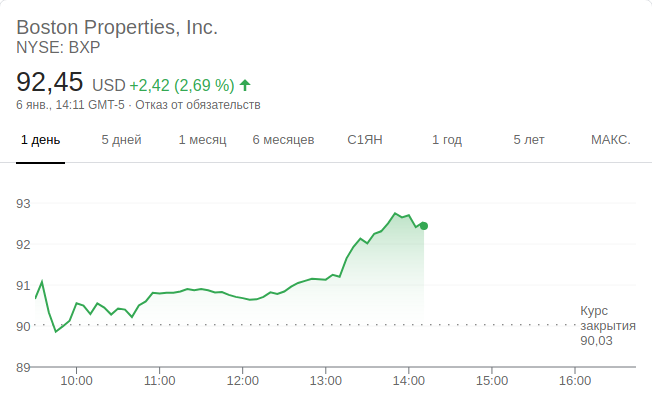 Boston Properties, Inc.
NYSE: BXP
92,45 USD +2,42 (2,69 %)
6 янв., 14:11 GMT-5 · Отказ от обязательств
1 день 5 дней 1 месяц 6 месяцев С1ЯН 1 год 5 лет МАКС.
93
92
91
90
89
Курс
закрытия
90,03
10:00 11:00 12:00 13:00 14:00 15:00 16:00